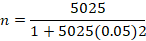 n = 5025 / 1 + 5025(0.05)2